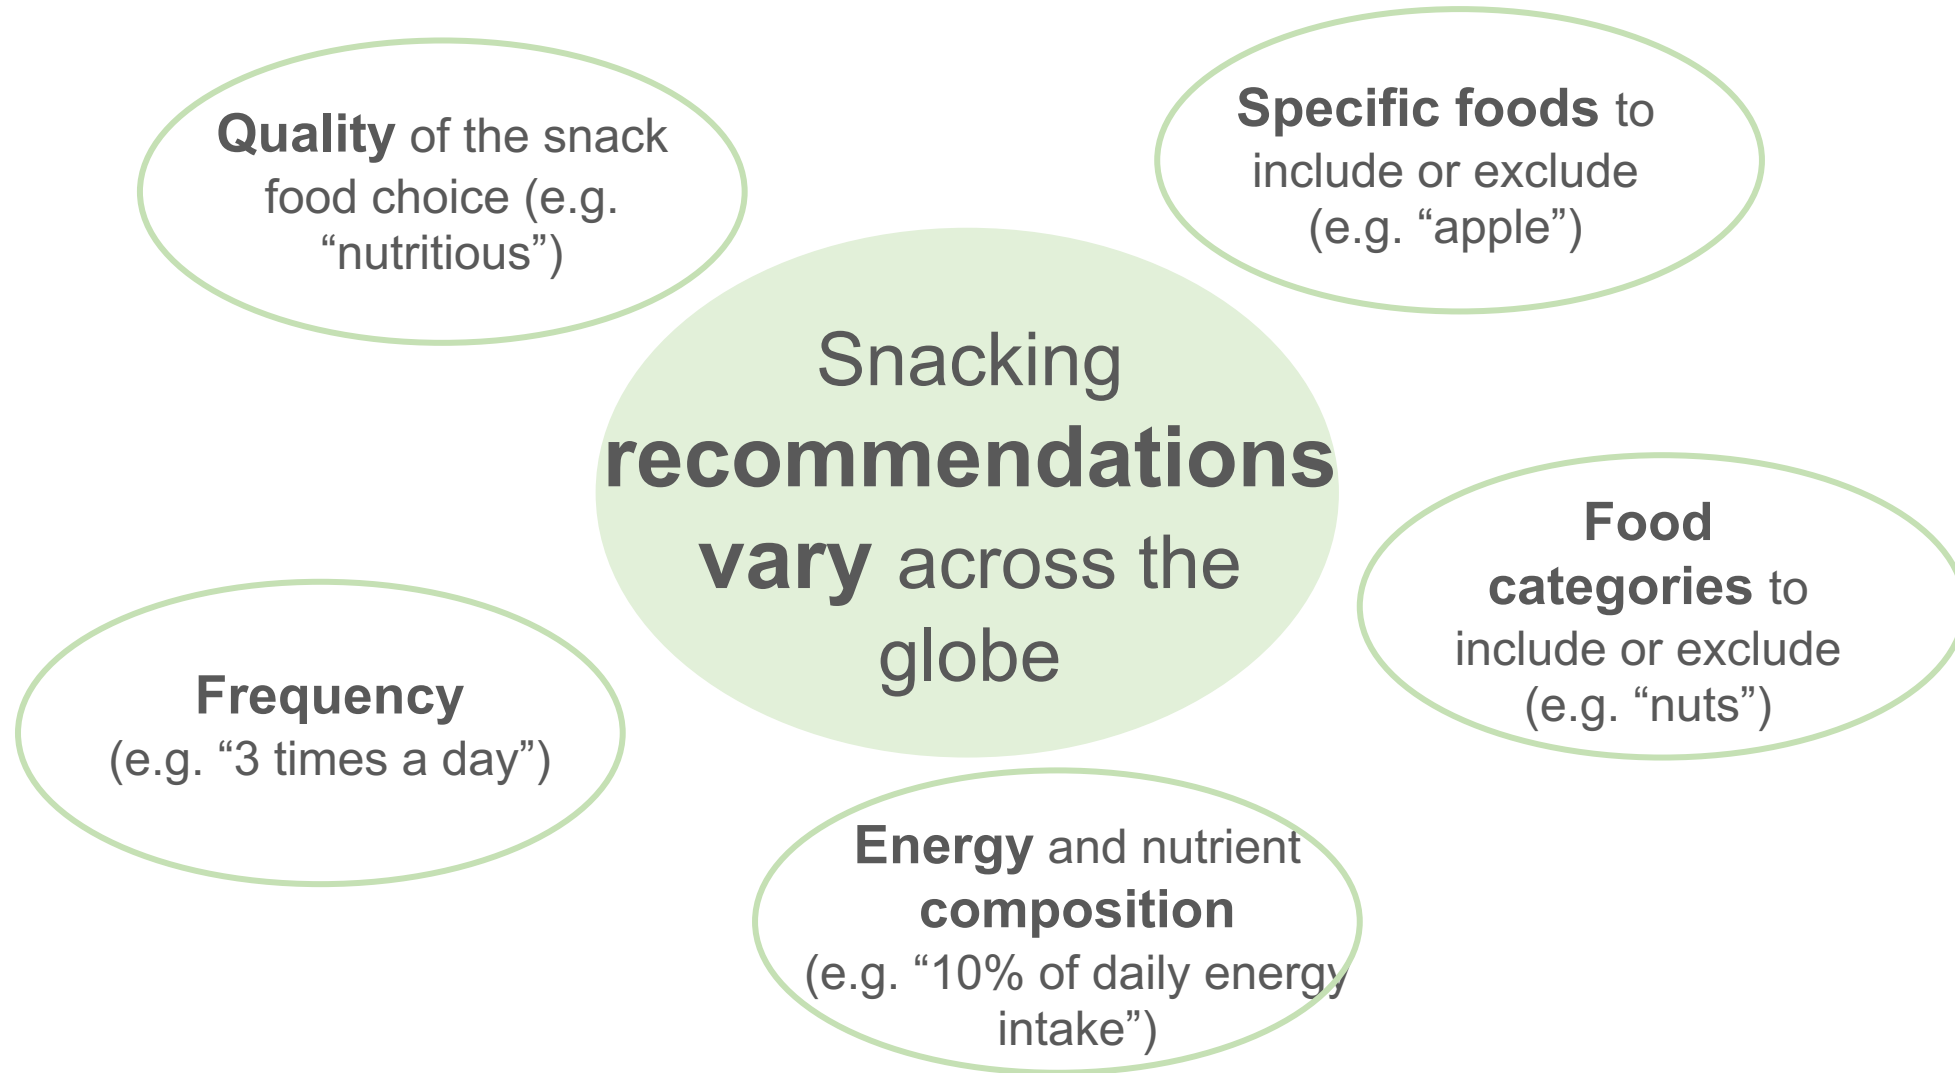 Quality of the snack
food choice (e.g.
“nutritious”)
Specific foods to
include or exclude
(e.g. “apple”)
Snacking
recommendations
vary across the
globe
Food
categories to
include or exclude
(e.g. “nuts”)
Frequency
(e.g. “3 times a day”)
Energy and nutrient
composition
(e.g. “10% of daily energy
intake”)